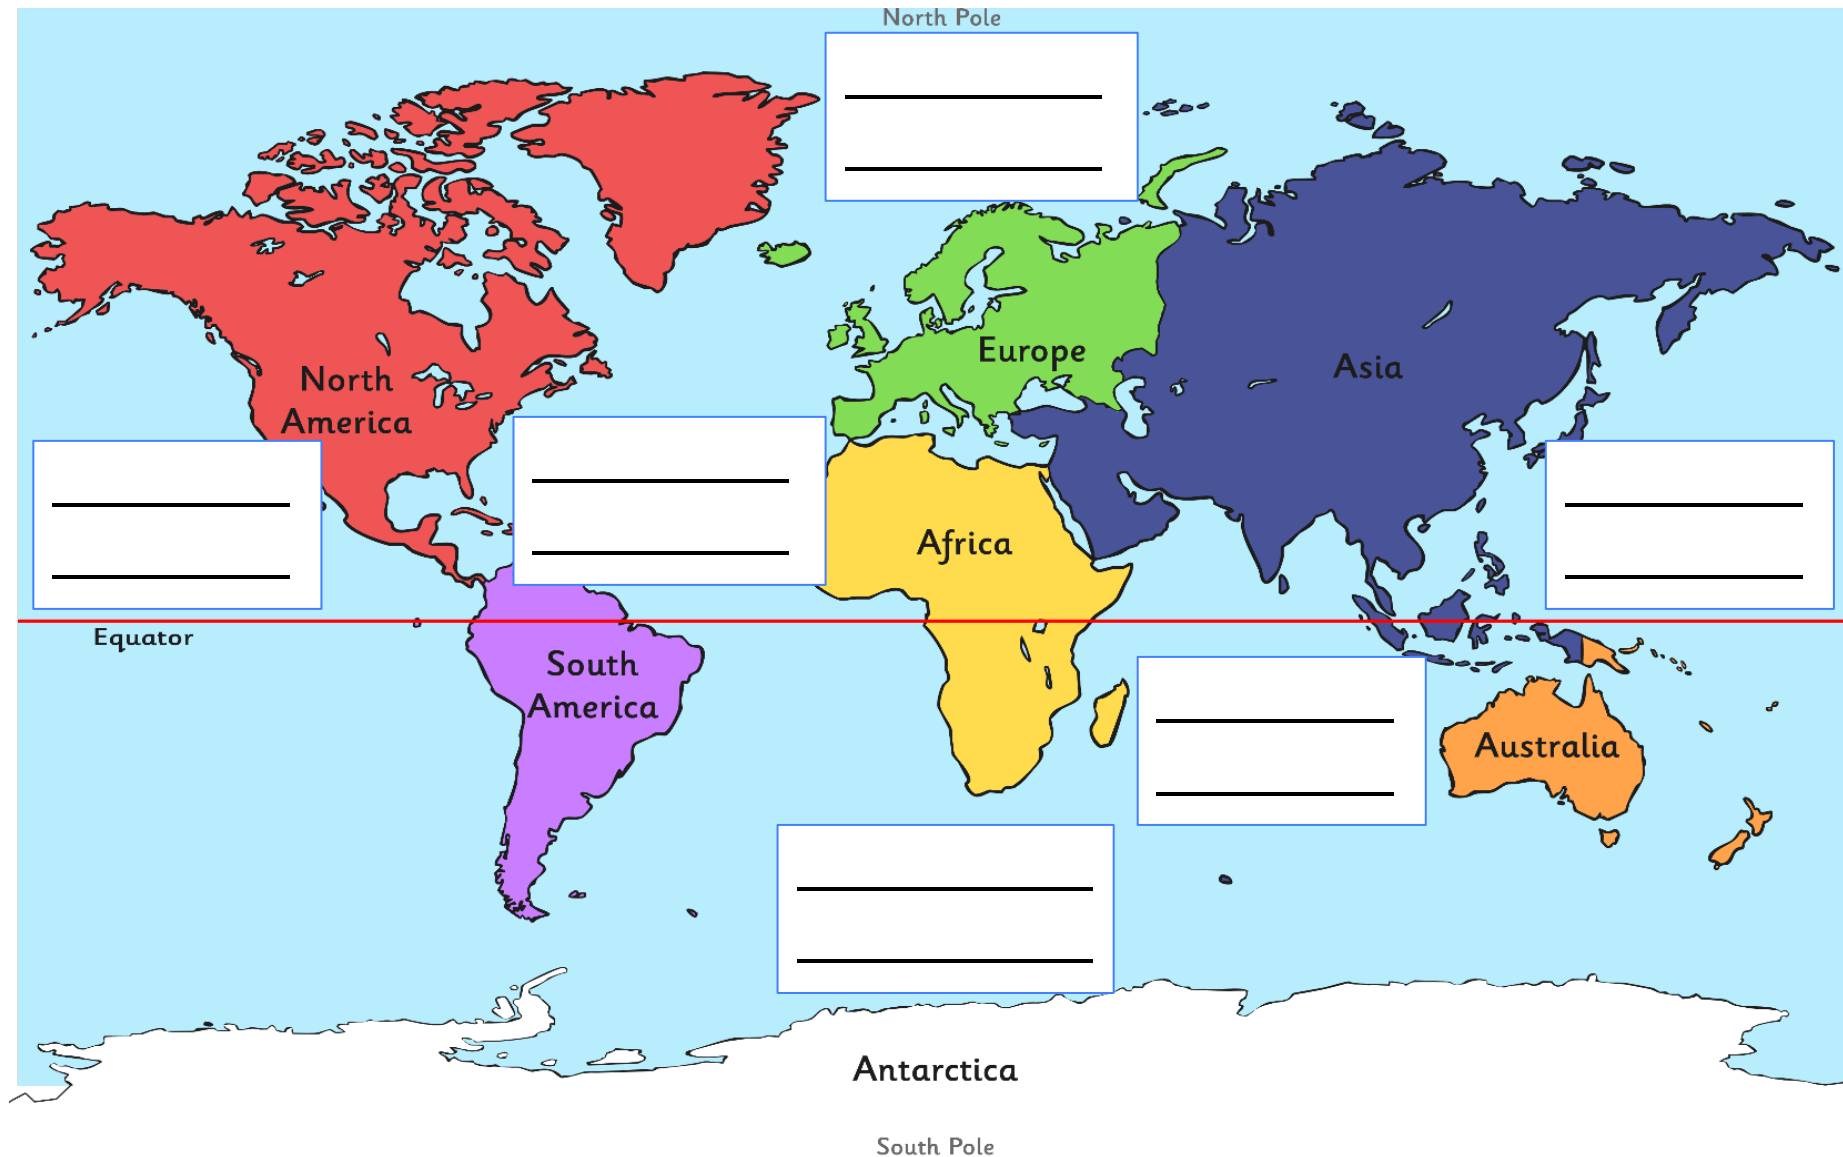 North Pole
Europe
Asia
North
America
Africa
Equator
South
America
Australia
Antarctica
South Pole